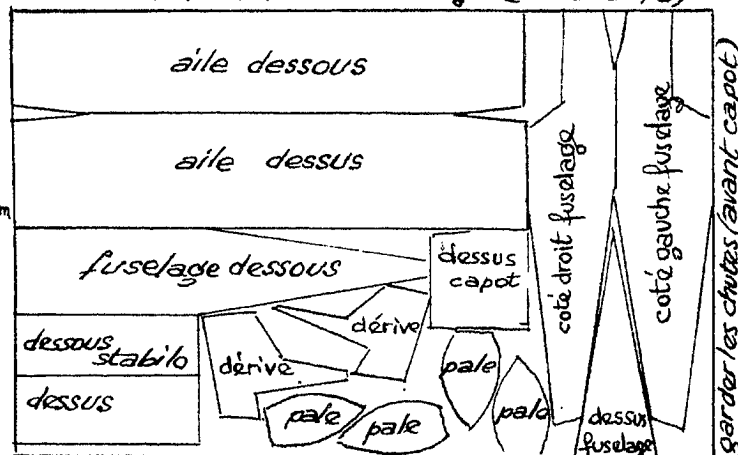 aile dessous
aile dessus
m
fuselage dessous
dessus
capot
dérive
dérive
dessous
stabilo
dessus
pale
pale
pale
pale
dessus
fuselage
coté droit fuselage
coté gauche fuselage
garder les chutes (avant capot)